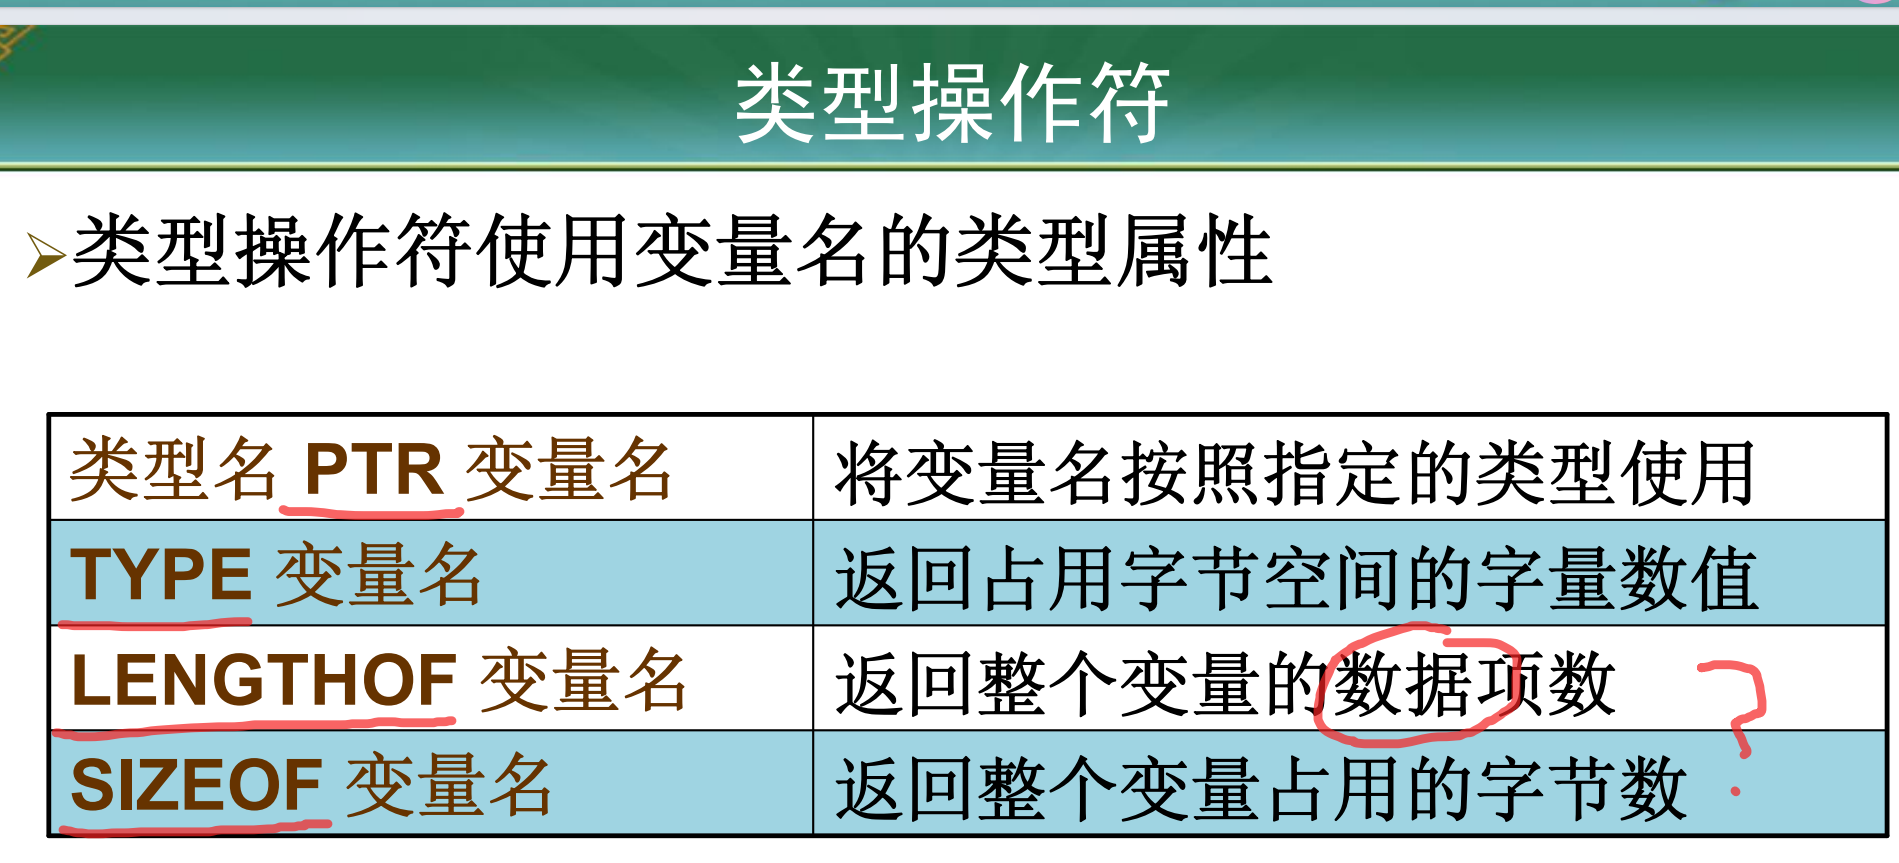 类型操作符
类型操作符使用变量名的类型属性
类型名 PTR 变量名 将变量名按照指定的类型使用
TYPE 变量名 返回占用字节空间的字量数值
LENGTHOF 变量名 返回整个变量的数据项数 ?
SIZEOF 变量名 返回整个变量占用的字节数